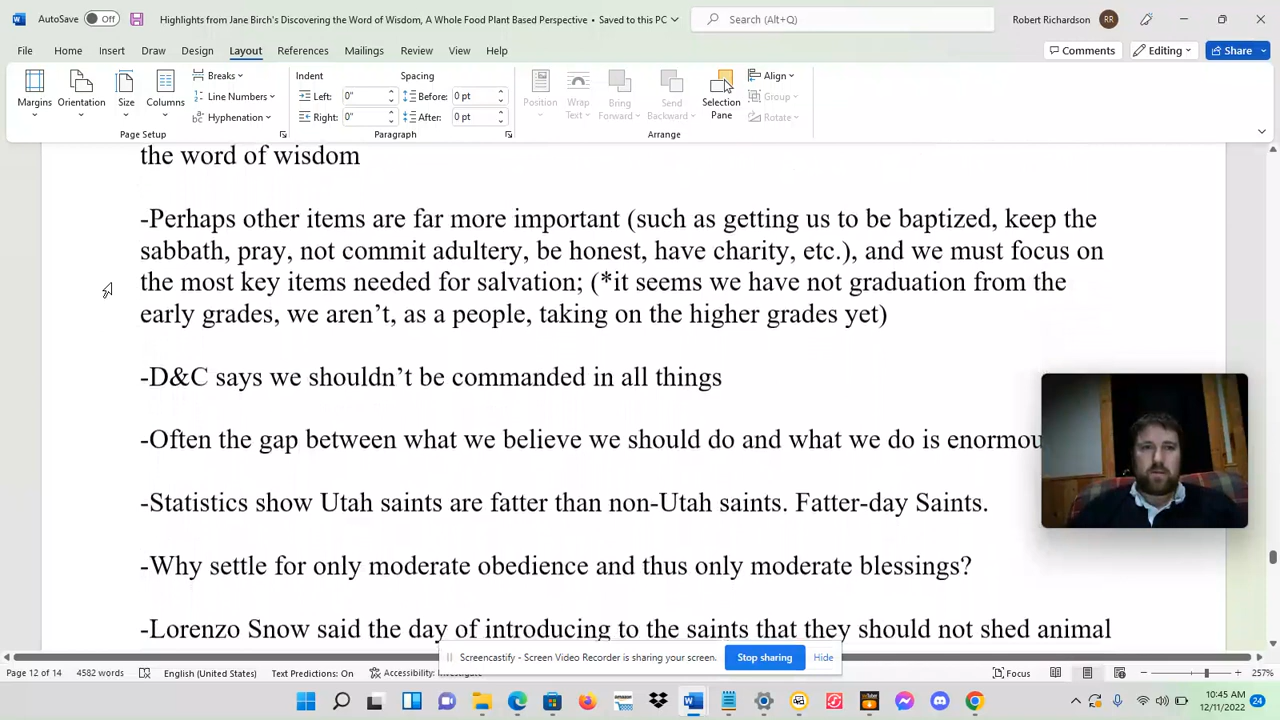 AutoSave Off Highlights from Jane Birch's Discovering the Word of Wisdom, A Whole Food Plant Based Perspective • Saved to this PC Search (Alt+Q) Robert Richardson RR
File Home Insert Draw Design Layout References Mailings Review View Help Comments Editing Share
Margins Orientation Size Columns Breaks Line Numbers Hyphenation
Indent Left: 0" Right: 0"
Spacing Before: 0 pt After: 0 pt
Position Wrap Text Bring Forward Send Backward Selection Pane Align Group Rotate
Page Setup Paragraph Arrange
the word of wisdom
-Perhaps other items are far more important (such as getting us to be baptized, keep the
sabbath, pray, not commit adultery, be honest, have charity, etc.), and we must focus on
the most key items needed for salvation; (*it seems we have not graduation from the
early grades, we aren't, as a people, taking on the higher grades yet)
-D&C says we shouldn't be commanded in all things
-Often the gap between what we believe we should do and what we do is enormou
-Statistics show Utah saints are fatter than non-Utah saints. Fatter-day Saints.
-Why settle for only moderate obedience and thus only moderate blessings?
-Lorenzo Snow said the day of introducing to the saints that they should not shed animal
Screencastify - Screen Video Recorder is sharing your screen. Stop sharing Hide
Page 12 of 14 4582 words English (United States) Text Predictions: On Accessibility: Investigate Focus 257%
10:45 AM
12/11/2022 24